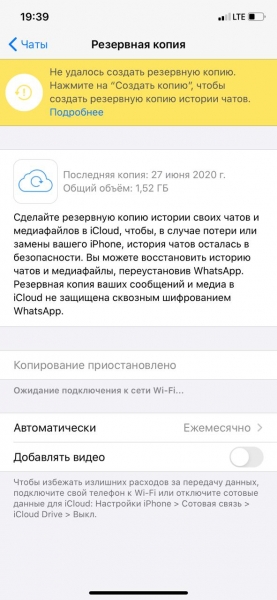 19:39
LTE
Чаты
Резервная копия
Не удалось создать резервную копию.
Нажмите на “Создать копию”, чтобы
создать резервную копию истории чатов.
Подробнее
Последняя копия: 27 июня 2020 г.
Общий объём: 1,52 ГБ
Сделайте резервную копию истории своих чатов и
медиафайлов в iCloud, чтобы, в случае потери или
замены вашего iPhone, история чатов осталась в
безопасности. Вы можете восстановить историю
чатов и медиафайлы, переустановив WhatsApp.
Резервная копия ваших сообщений и медиа в
iCloud не защищена сквозным шифрованием
WhatsApp.
Копирование приостановлено
Ожидание подключения к сети Wi-Fi...
Автоматически
Ежемесячно
Добавлять видео
Чтобы избежать излишних расходов за передачу данных,
подключите свой телефон к Wi-Fi или отключите сотовые
данные для iCloud: Настройки iPhone > Сотовая связь >
iCloud Drive > Выкл.